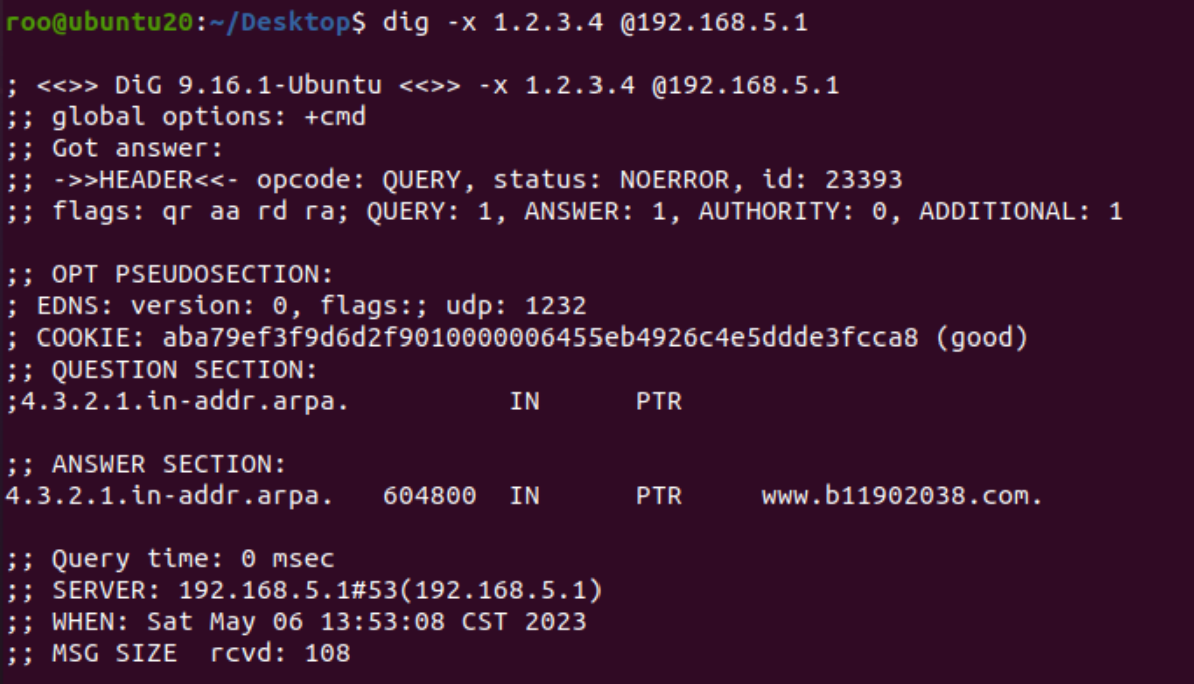 roo@ubuntu20:~/Desktop$ dig -x 1.2.3.4 @192.168.5.1
; <<>> DiG 9.16.1-Ubuntu <<>> -x 1.2.3.4 @192.168.5.1
;; global options: +cmd
;; Got answer:
;; ->>HEADER<<- opcode: QUERY, status: NOERROR, id: 23393
;; flags: qr aa rd ra; QUERY: 1, ANSWER: 1, AUTHORITY: 0, ADDITIONAL: 1
;; OPT PSEUDOSECTION:
; EDNS: version: 0, flags:; udp: 1232
; COOKIE: aba79ef3f9d6d2f9010000006455eb4926c4e5ddde3fcca8 (good)
;; QUESTION SECTION:
;4.3.2.1.in-addr.arpa. IN PTR
;; ANSWER SECTION:
4.3.2.1.in-addr.arpa. 604800 IN PTR www.b11902038.com.
;; Query time: 0 msec
;; SERVER: 192.168.5.1#53(192.168.5.1)
;; WHEN: Sat May 06 13:53:08 CST 2023
;; MSG SIZE rcvd: 108